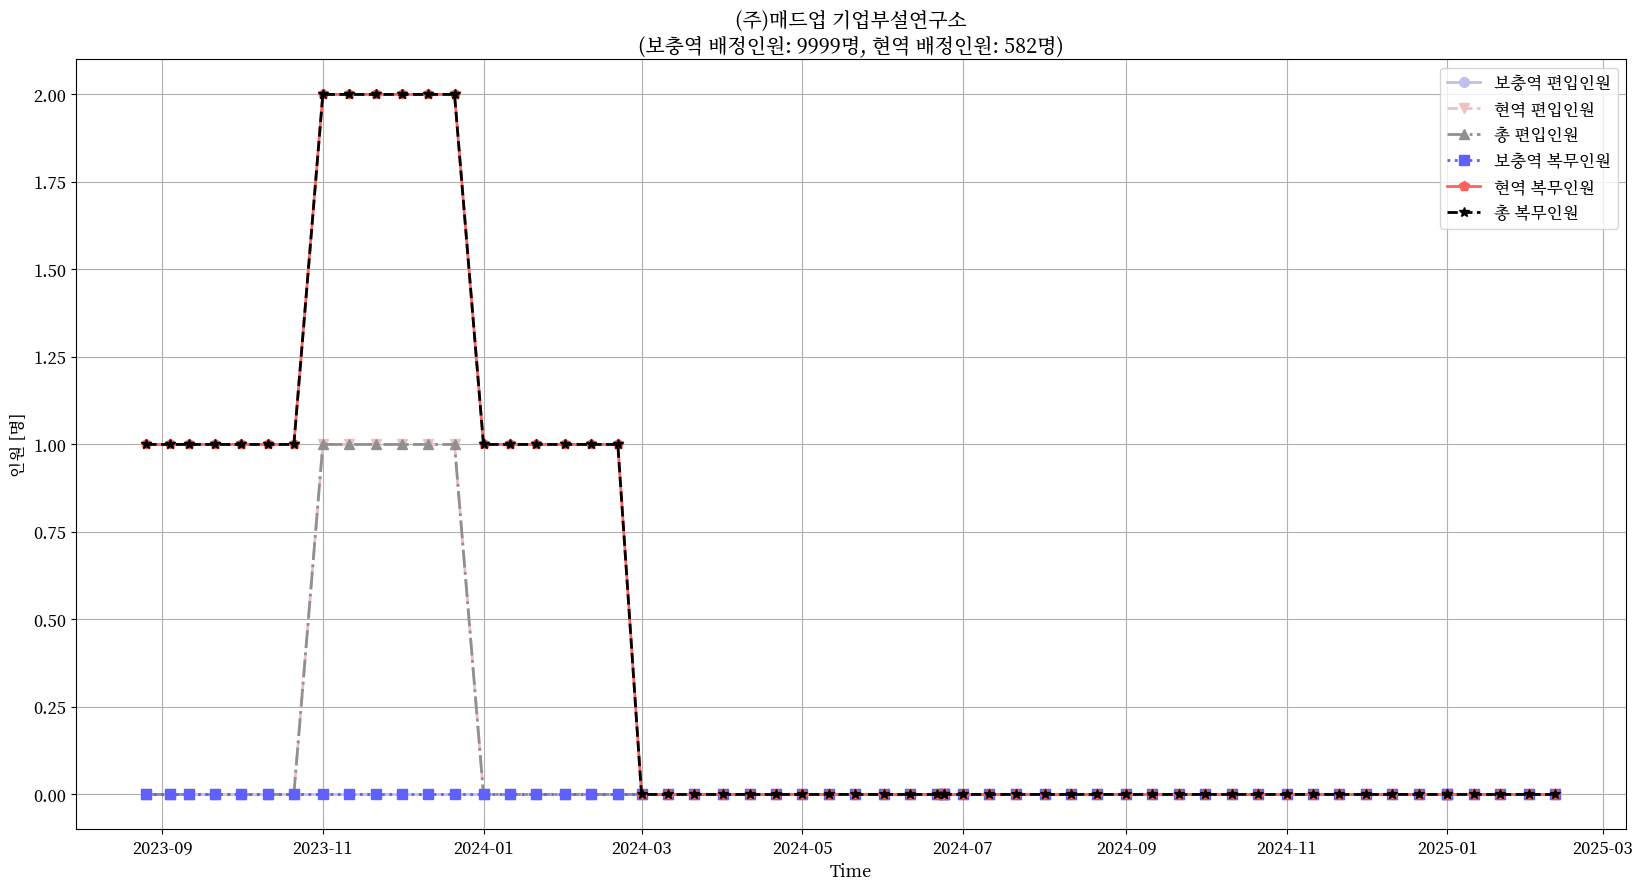 (주)매드업 기업부설연구소
(보충역 배정인원: 9999명, 현역 배정인원: 582명)
보충역 편입인원
현역 편입인원
총 편입인원
보충역 복무인원
현역 복무인원
총 복무인원
인원 [명]
2.00
1.75
1.50
1.25
1.00
0.75
0.50
0.25
0.00
2023-09
2023-11
2024-01
2024-03
2024-05
2024-07
2024-09
2024-11
2025-01
2025-03
Time